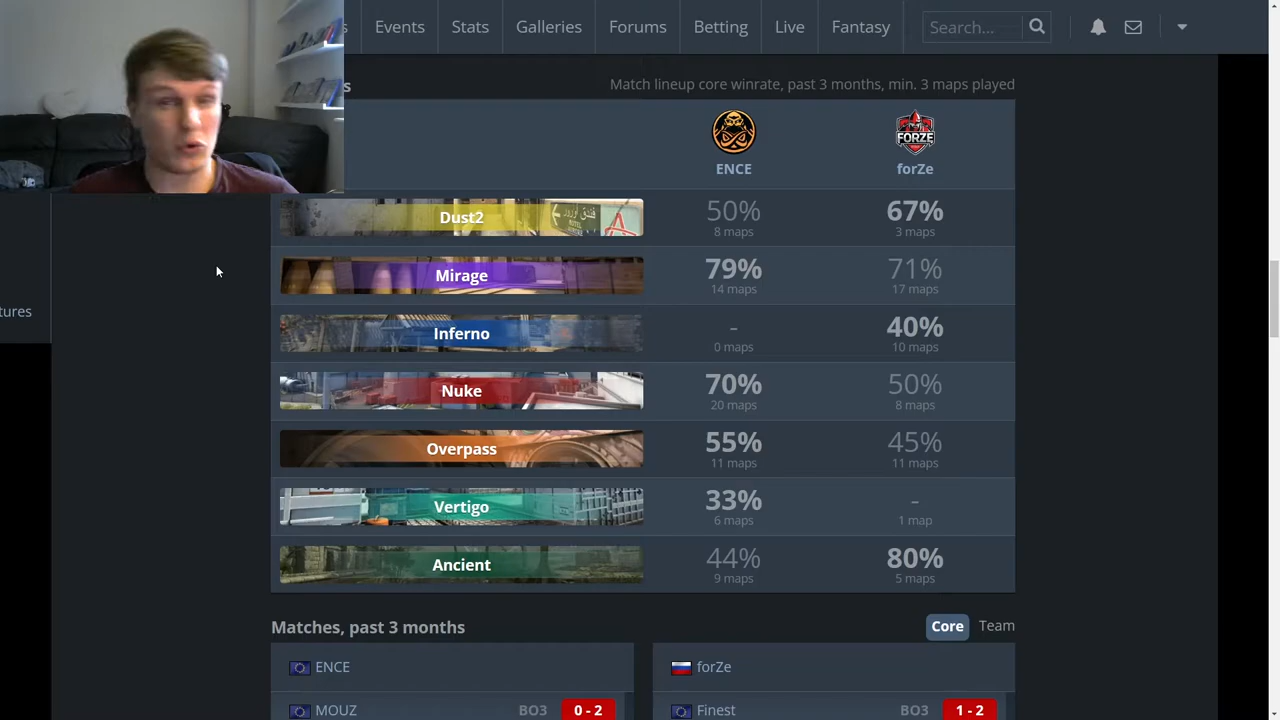 s Events Stats Galleries Forums Betting Live Fantasy Search...
s Match lineup core winrate, past 3 months, min. 3 maps played
FORZE
ENCE forZe
Dust2 50% 67%
8 maps 3 maps
Mirage 79% 71%
14 maps 17 maps
tures
Inferno - 40%
0 maps 10 maps
Nuke 70% 50%
20 maps 8 maps
Overpass 55% 45%
11 maps 11 maps
Vertigo 33% -
6 maps 1 map
Ancient 44% 80%
9 maps 5 maps
Matches, past 3 months Core Team
ENCE forZe
MOUZ BO3 0 - 2 Finest BO3 1 - 2